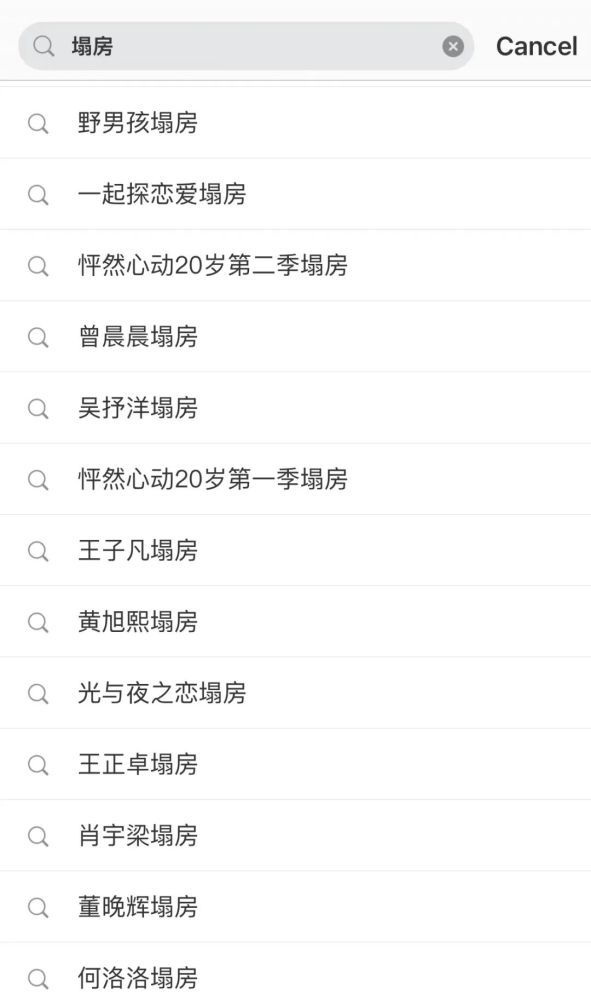 塌房
Cancel
野男孩塌房
一起探恋爱塌房
怦然心动20岁第二季塌房
曾晨晨塌房
吴抒洋塌房
怦然心动20岁第一季塌房
王子凡塌房
黄旭熙塌房
光与夜之恋塌房
王正卓塌房
肖宇梁塌房
董晚辉塌房
何洛洛塌房